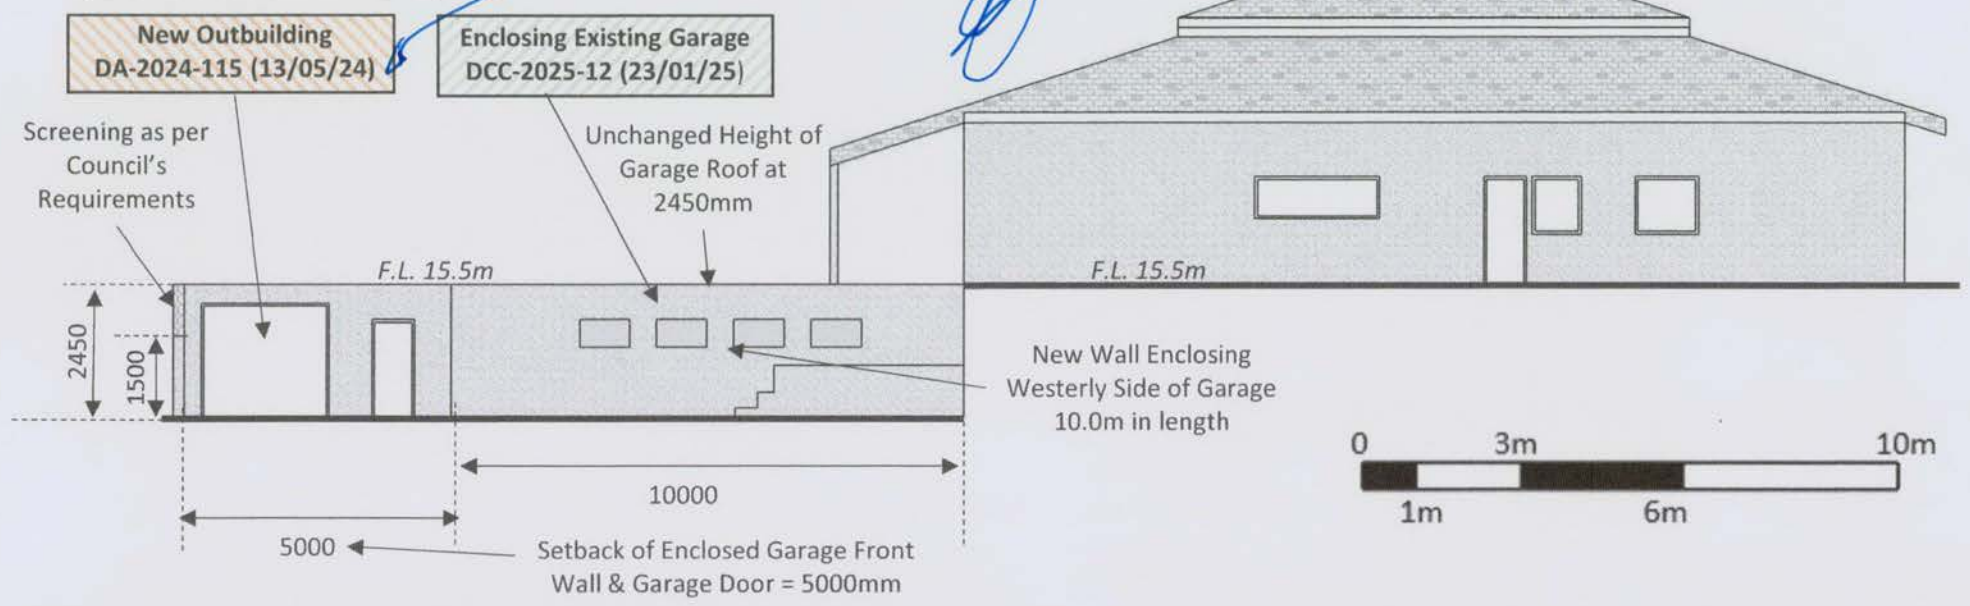 New Outbuilding
DA-2024-115 (13/05/24)
Enclosing Existing Garage
DCC-2025-12 (23/01/25)
Screening as per
Council's
Requirements
Unchanged Height of
Garage Roof at
2450mm
F.L. 15.5m
F.L. 15.5m
2450
1500
New Wall Enclosing
Westerly Side of Garage
10.0m in length
10000
5000
Setback of Enclosed Garage Front
Wall & Garage Door = 5000mm
0 3m 10m
1m 6m